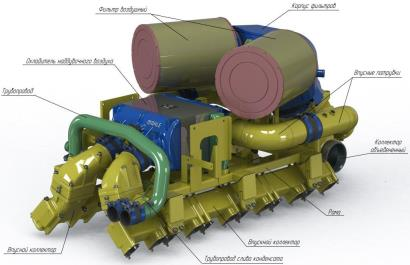 Фильтр воздушный
Корпус фильтров
Охладитель наддувочного воздуха
Трубопровод
Впускные патрубки
Коллектор
объединенный
Рама
Впускной коллектор
Впускной коллектор
Трубопровод слива конденсата